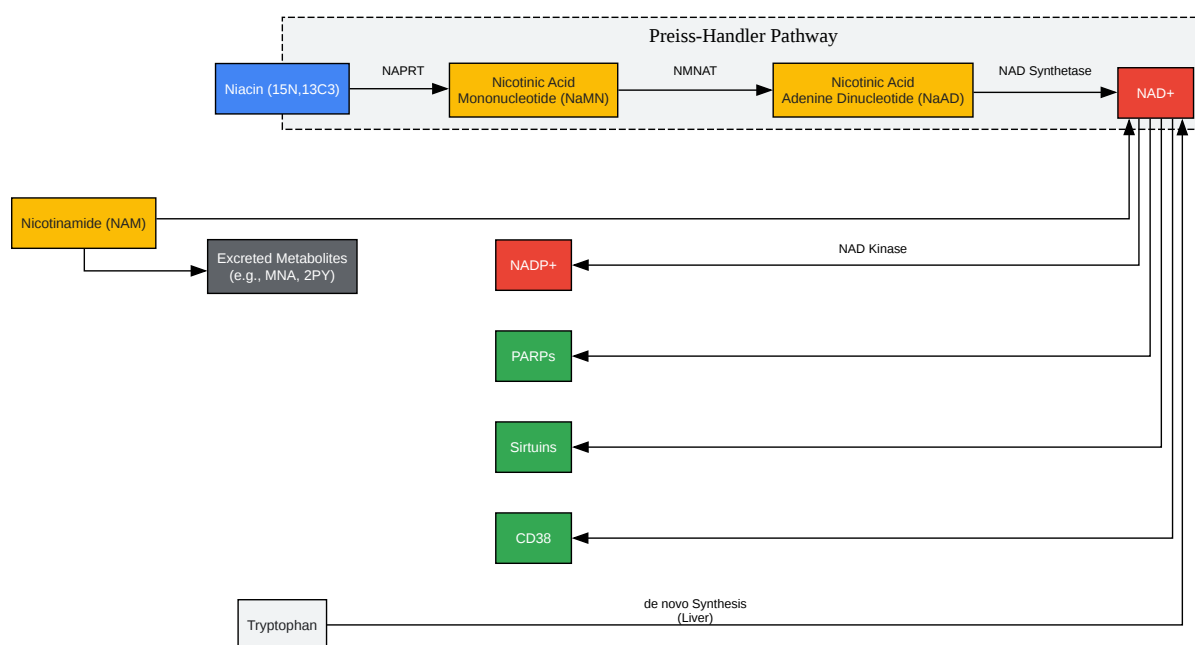 Preiss-Handler Pathway
NAPRT
NMNAT
NAD Synthetase
Niacin (15N,13C3)
Nicotinic Acid
Mononucleotide (NaMN)
Nicotinic Acid
Adenine Dinucleotide (NaAD)
NAD+
Nicotinamide (NAM)
Excreted Metabolites
(e.g., MNA, 2PY)
NAD Kinase
NADP+
PARPs
Sirtuins
CD38
de novo Synthesis
(Liver)
Tryptophan